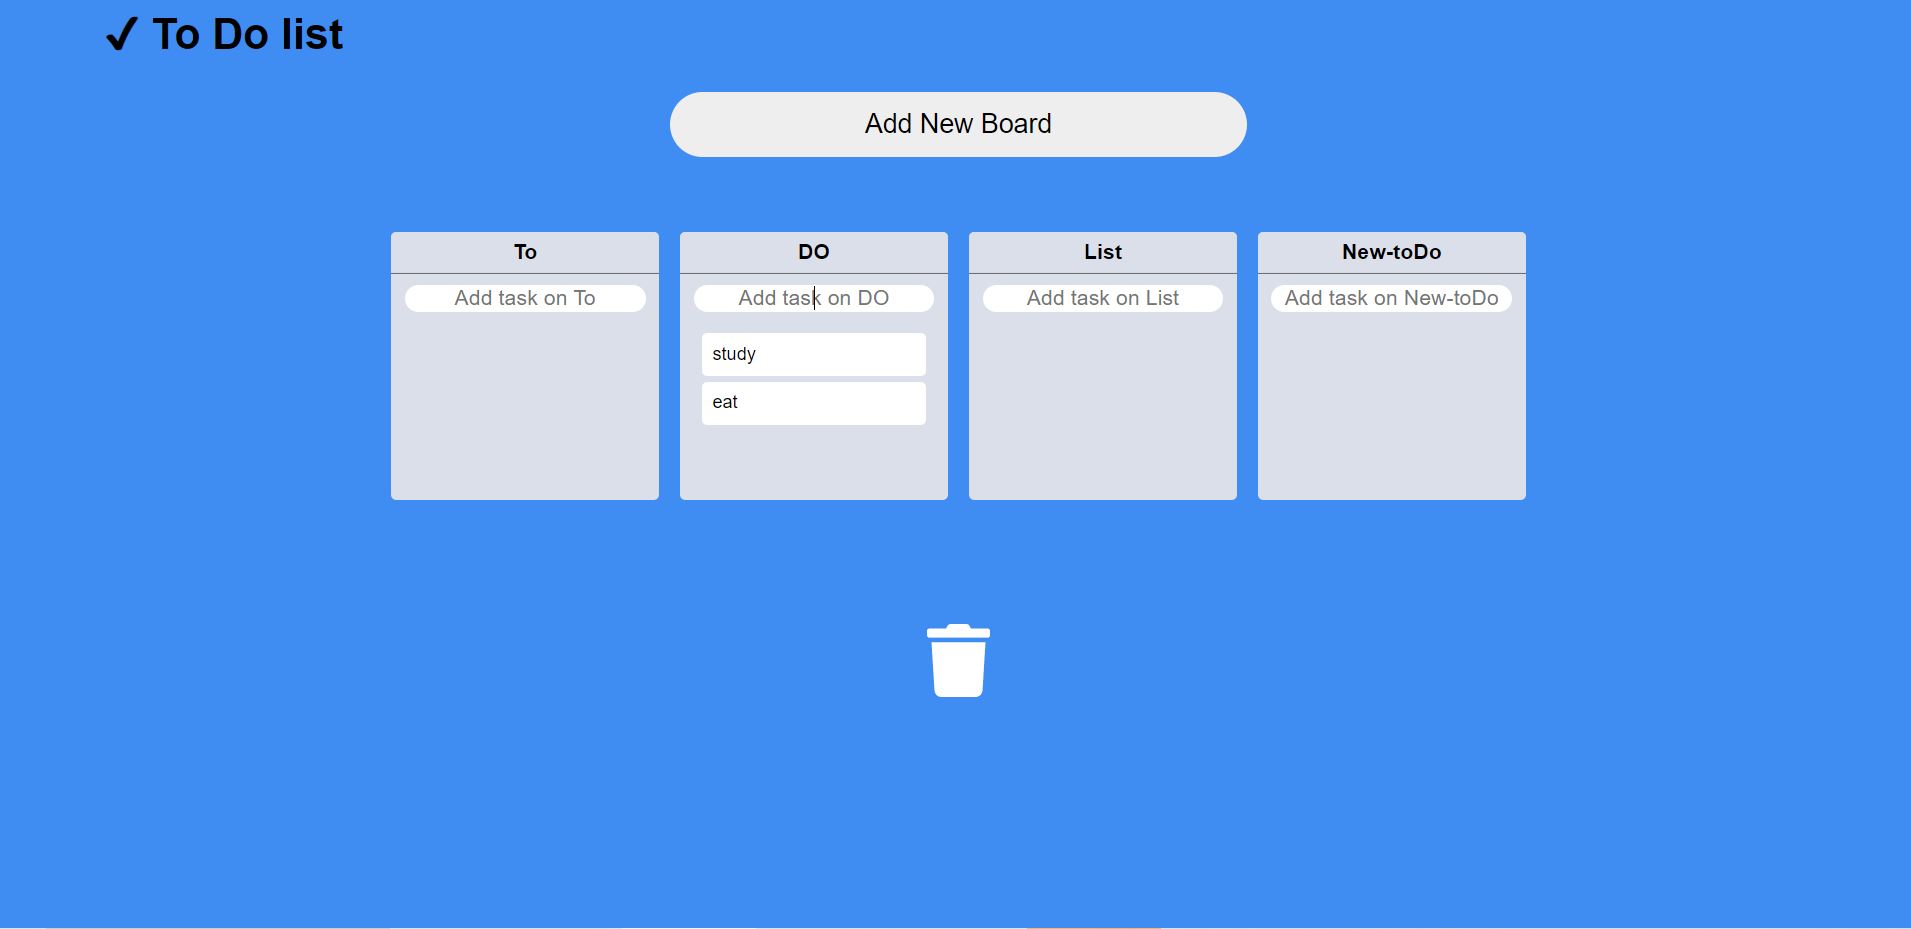 ✓ To Do list
Add New Board
To
Add task on To
DO
Add task on DO
study
eat
List
Add task on List
New-toDo
Add task on New-toDo